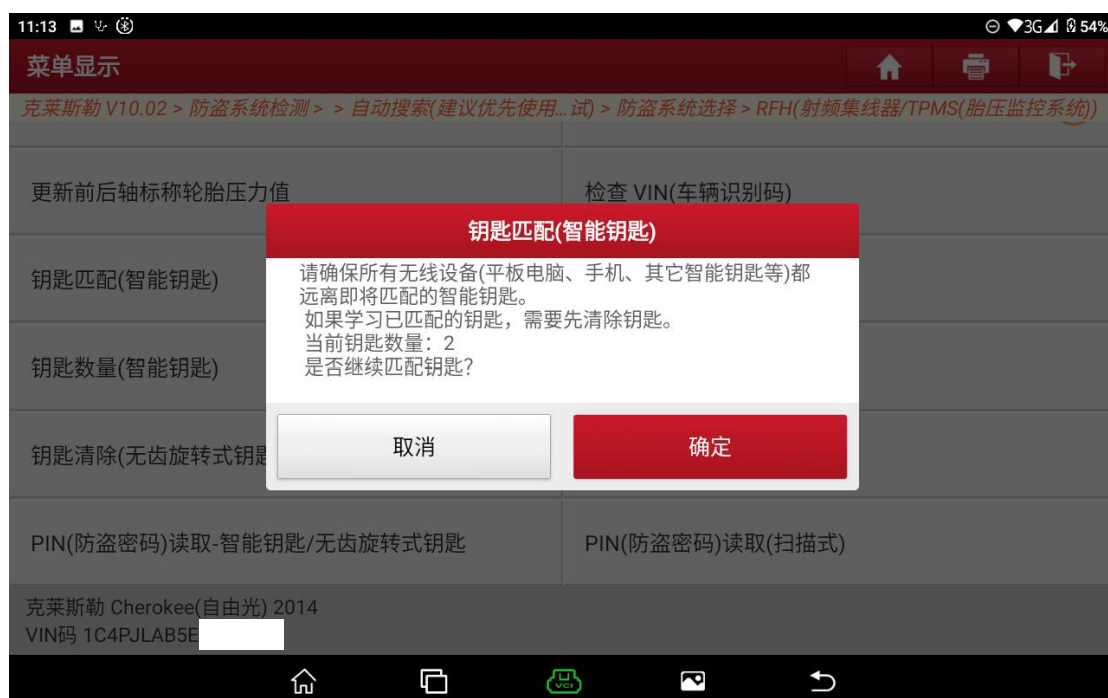 11:13
3G 54%
菜单显示
克莱斯勒 V10.02 > 防盗系统检测 > > 自动搜索(建议优先使用...试) > 防盗系统选择 > RFH(射频集线器/TPMS(胎压监控系统))
更新前后轴标称轮胎压力值
检查 VIN(车辆识别码)
钥匙匹配(智能钥匙)
请确保所有无线设备(平板电脑、手机、其它智能钥匙等)都
远离即将匹配的智能钥匙。
如果学习已匹配的钥匙，需要先清除钥匙。
当前钥匙数量：2
是否继续匹配钥匙？
取消
确定
钥匙匹配(智能钥匙)
钥匙数量(智能钥匙)
钥匙清除(无齿旋转式钥匙
PIN(防盗密码)读取-智能钥匙/无齿旋转式钥匙
PIN(防盗密码)读取(扫描式)
克莱斯勒 Cherokee(自由光) 2014
VIN码 1C4PJLAB5E
VCI